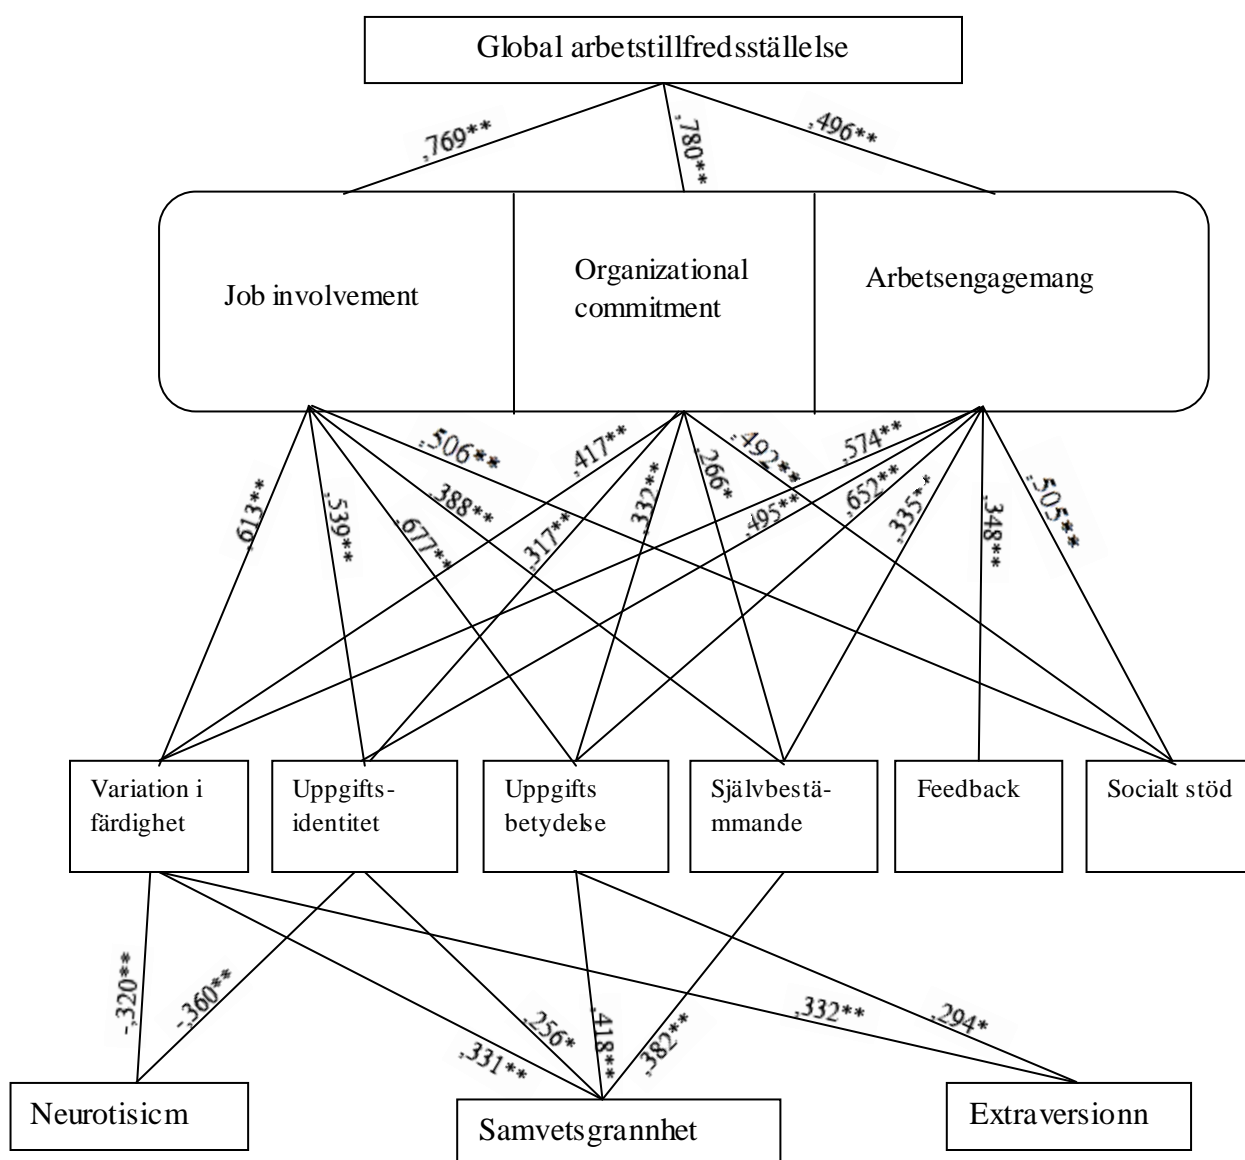 Global arbetstillfredsställelse
,769**
,780**
,496**
Job involvement
Organizational
commitment
Arbetsengagemang
,613**
,539**
,677**
,388**
,506**
,417**
,317**
,332**
,266*
,492**
,574**
,495**
,652**
,335**
,348**
,505**
Variation i
färdighet
Uppgifts-
identitet
Uppgifts
betydelse
Självbestä-
mmande
Feedback
Socialt stöd
-,320**
-,360**
,331**
,256*
,418**
,382**
,332**
,294*
Neurotisicm
Samvetsgrannhet
Extraversionn